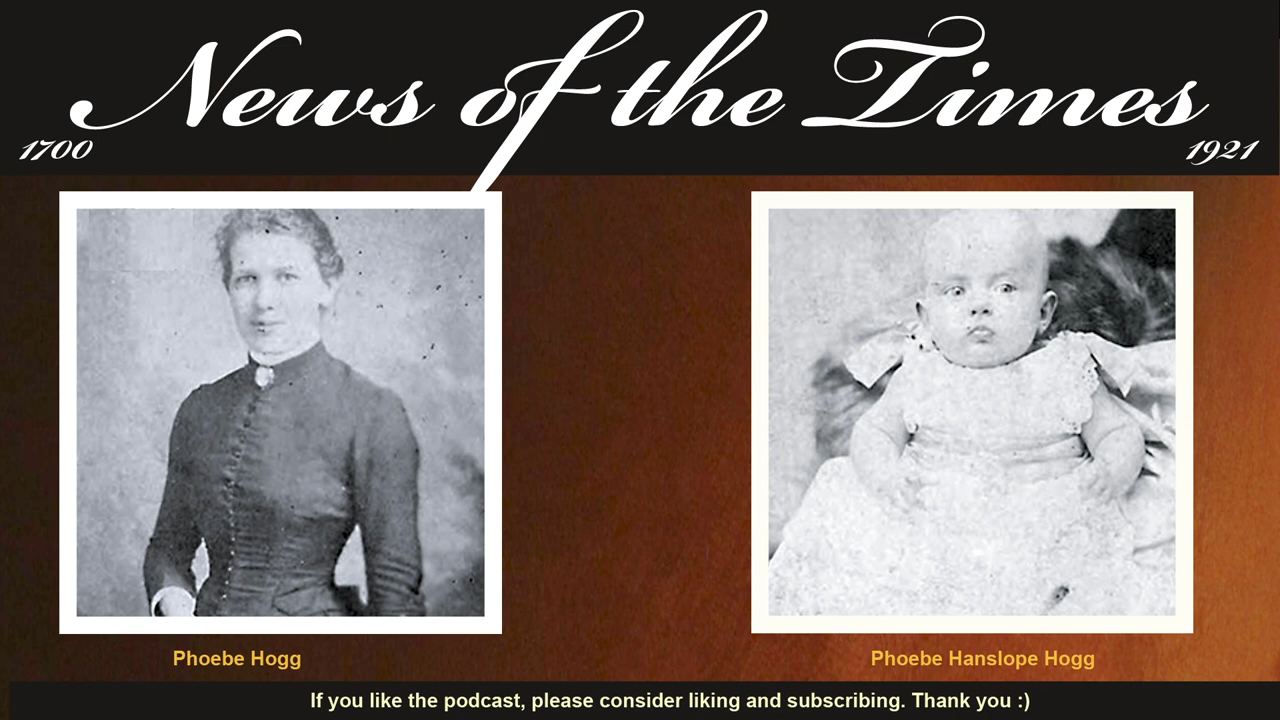 News of the Times
1700
1921
Phoebe Hogg
Phoebe Hanslope Hogg
If you like the podcast, please consider liking and subscribing. Thank you :)